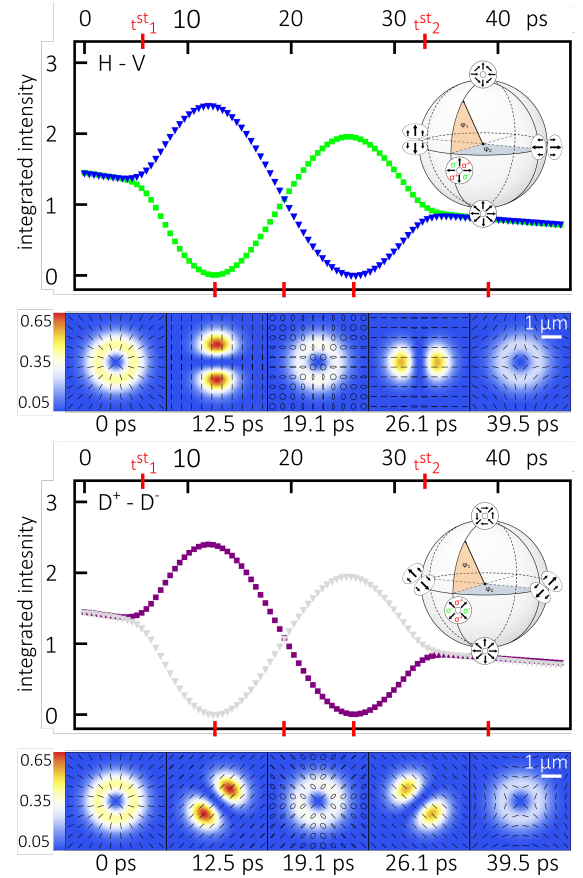 0 10 20 30 ps
t^st_1 t^st_2
H - V
integrated intensity
3
2
1
0
φ₁
φ₂
σ⁻ σ⁺
σ⁺ σ⁻
0.65
0.35
0.05
1 µm
0 ps 12.5 ps 19.1 ps 26.1 ps 39.5 ps
0 10 20 30 ps
t^st_1 t^st_2
D⁺ - D⁻
integrated intesnity
3
2
1
0
φ₂
0.65
0.35
0.05
1 µm
0 ps 12.5 ps 19.1 ps 26.1 ps 39.5 ps